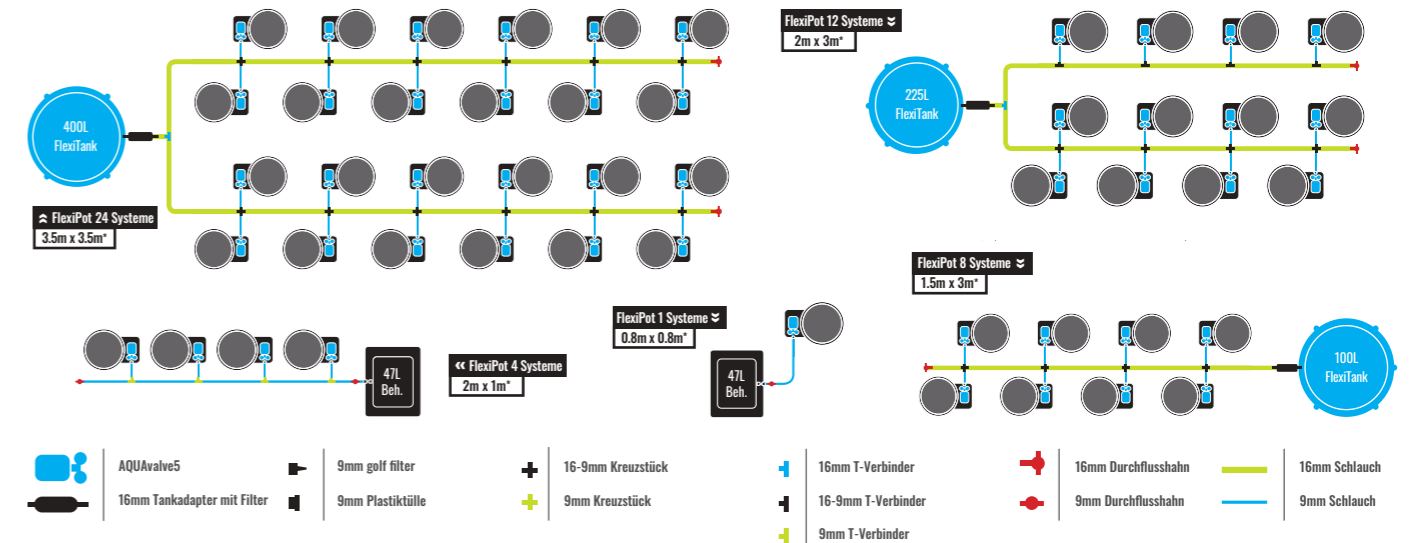 400L
FlexiTank
FlexiPot 24 Systeme
3.5m x 3.5m*
FlexiPot 12 Systeme
2m x 3m*
225L
FlexiTank
FlexiPot 8 Systeme
1.5m x 3m*
100L
FlexiTank
47L
Beh.
FlexiPot 4 Systeme
2m x 1m*
FlexiPot 1 Systeme
0.8m x 0.8m*
47L
Beh.
AQUAvalve5
16mm Tankadapter mit Filter
9mm golf filter
9mm Plastiktülle
16-9mm Kreuzstück
9mm Kreuzstück
16mm T-Verbinder
16-9mm T-Verbinder
9mm T-Verbinder
16mm Durchflusshahn
9mm Durchflusshahn
16mm Schlauch
9mm Schlauch